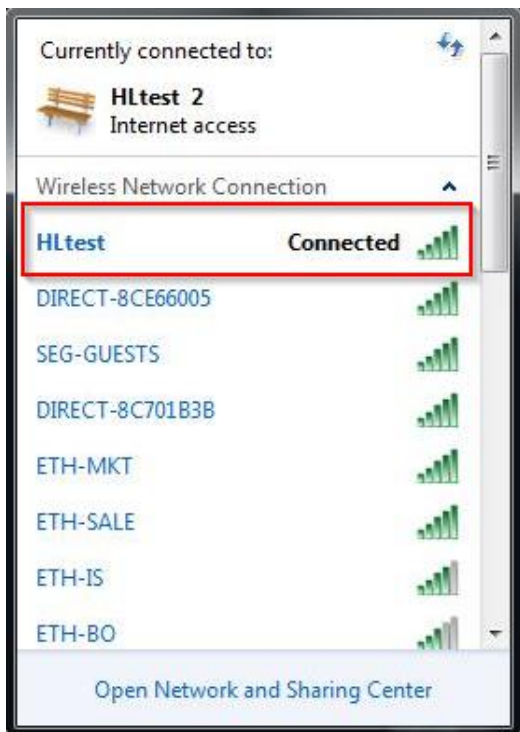 Currently connected to:
HLtest 2
Internet access
Wireless Network Connection
HLtest Connected
DIRECT-8CE66005
SEG-GUESTS
DIRECT-8C701B3B
ETH-MKT
ETH-SALE
ETH-IS
ETH-BO
Open Network and Sharing Center